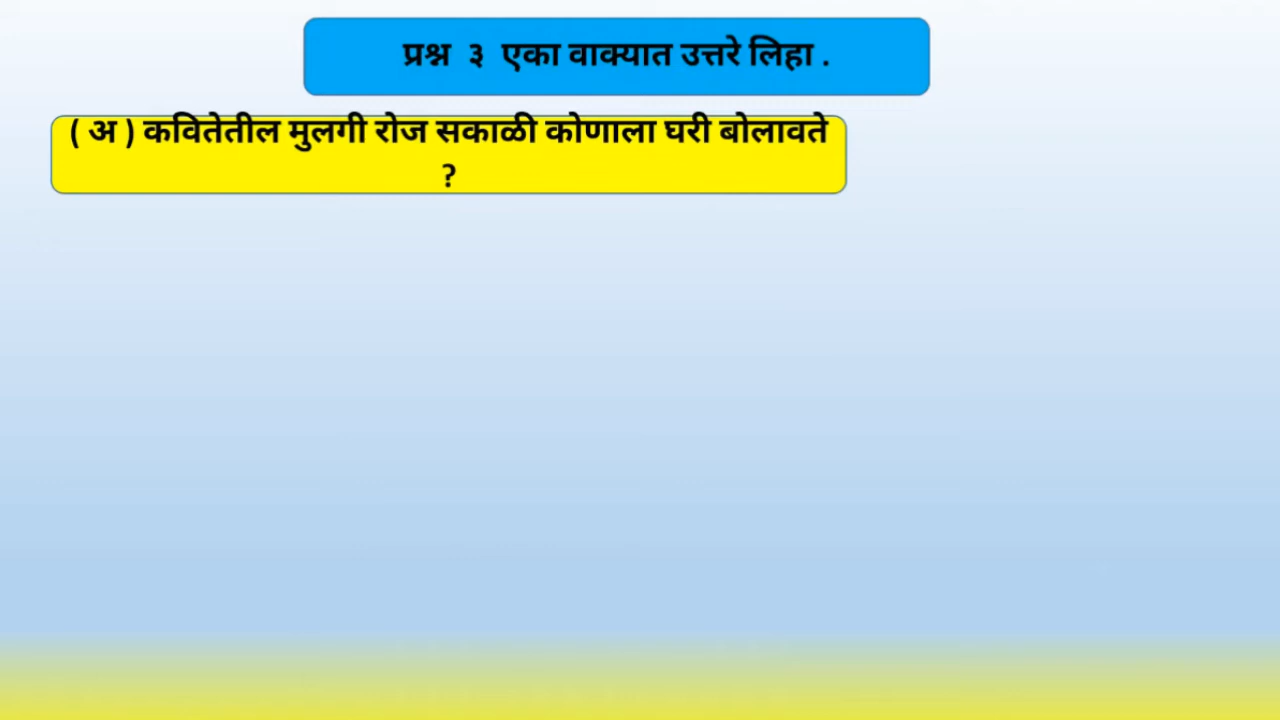 प्रश्न ३ एका वाक्यात उत्तरे लिहा .
( अ ) कवितेतील मुलगी रोज सकाळी कोणाला घरी बोलावते
?